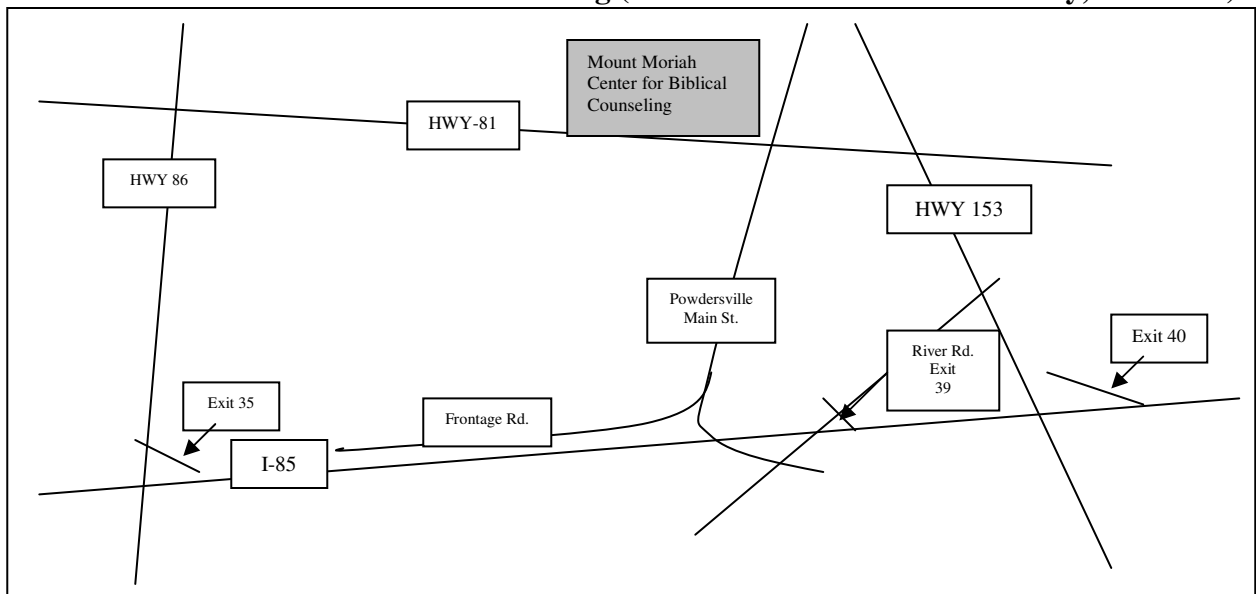 Mount Moriah
Center for Biblical
Counseling
HWY-81
HWY 86
HWY 153
Powdersville
Main St.
Exit 40
River Rd.
Exit
39
Exit 35
Frontage Rd.
I-85